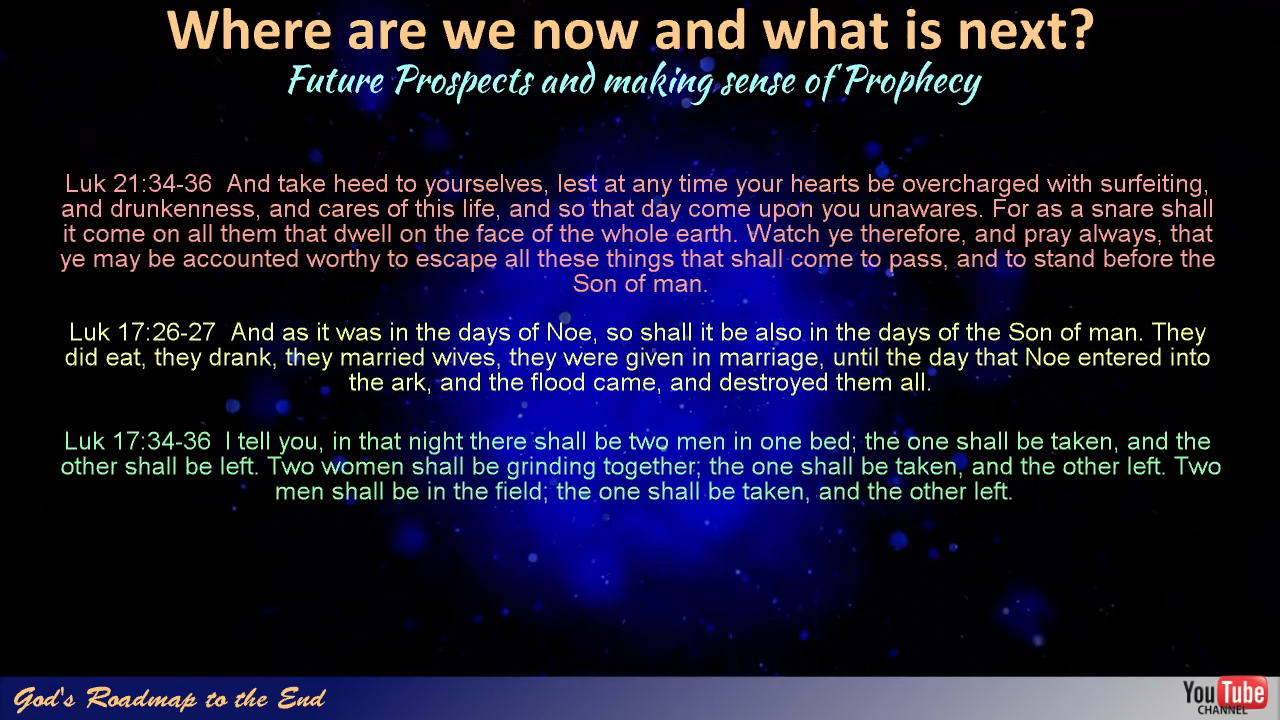 Where are we now and what is next?
Future Prospects and making sense of Prophecy
Luk 21:34-36  And take heed to yourselves, lest at any time your hearts be overcharged with surfeiting,
and drunkenness, and cares of this life, and so that day come upon you unawares. For as a snare shall
it come on all them that dwell on the face of the whole earth. Watch ye therefore, and pray always, that
ye may be accounted worthy to escape all these things that shall come to pass, and to stand before the
Son of man.
Luk 17:26-27  And as it was in the days of Noe, so shall it be also in the days of the Son of man. They
did eat, they drank, they married wives, they were given in marriage, until the day that Noe entered into
the ark, and the flood came, and destroyed them all.
Luk 17:34-36  I tell you, in that night there shall be two men in one bed; the one shall be taken, and the
other shall be left. Two women shall be grinding together; the one shall be taken, and the other left. Two
men shall be in the field; the one shall be taken, and the other left.
God's Roadmap to the End
YouTube
CHANNEL